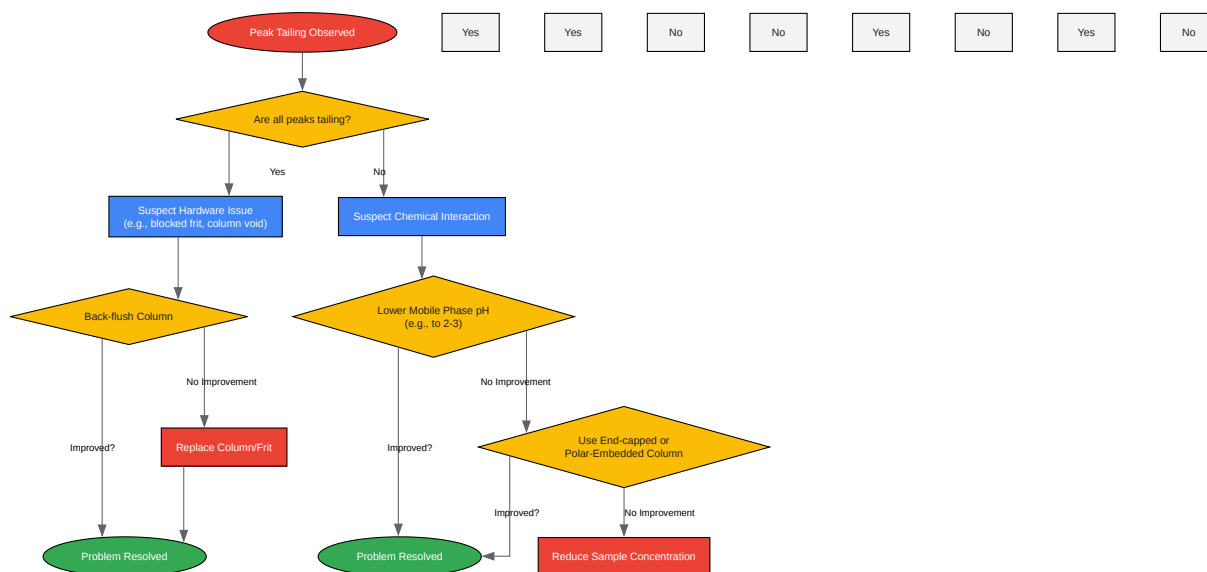 Peak Tailing Observed
Yes
Yes
No
No
Yes
No
Yes
No
Are all peaks tailing?
Yes
No
Suspect Hardware Issue
(e.g., blocked frit, column void)
Suspect Chemical Interaction
Back-flush Column
Lower Mobile Phase pH
(e.g., to 2-3)
No Improvement
No Improvement
Improved?
Replace Column/Frit
Improved?
Use End-capped or
Polar-Embedded Column
Improved?
No Improvement
Problem Resolved
Problem Resolved
Reduce Sample Concentration